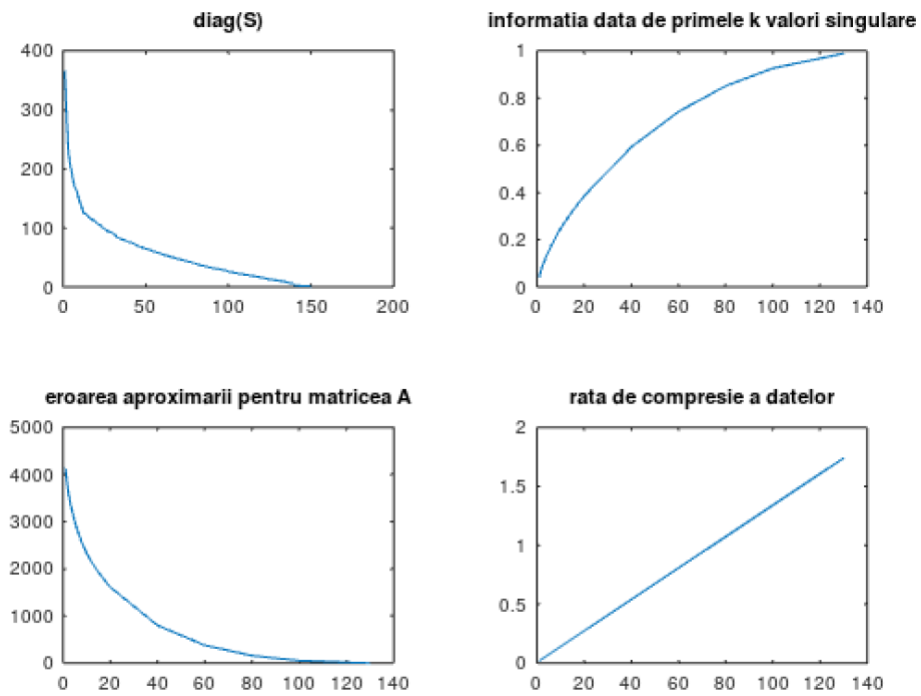 diag(S)
400
300
200
100
0
0 50 100 150 200
informatia data de primele k valori singulare
1
0.8
0.6
0.4
0.2
0
0 20 40 60 80 100 120 140
eroarea aproximarii pentru matricea A
5000
4000
3000
2000
1000
0
0 20 40 60 80 100 120 140
rata de compresie a datelor
2
1.5
1
0.5
0
0 20 40 60 80 100 120 140